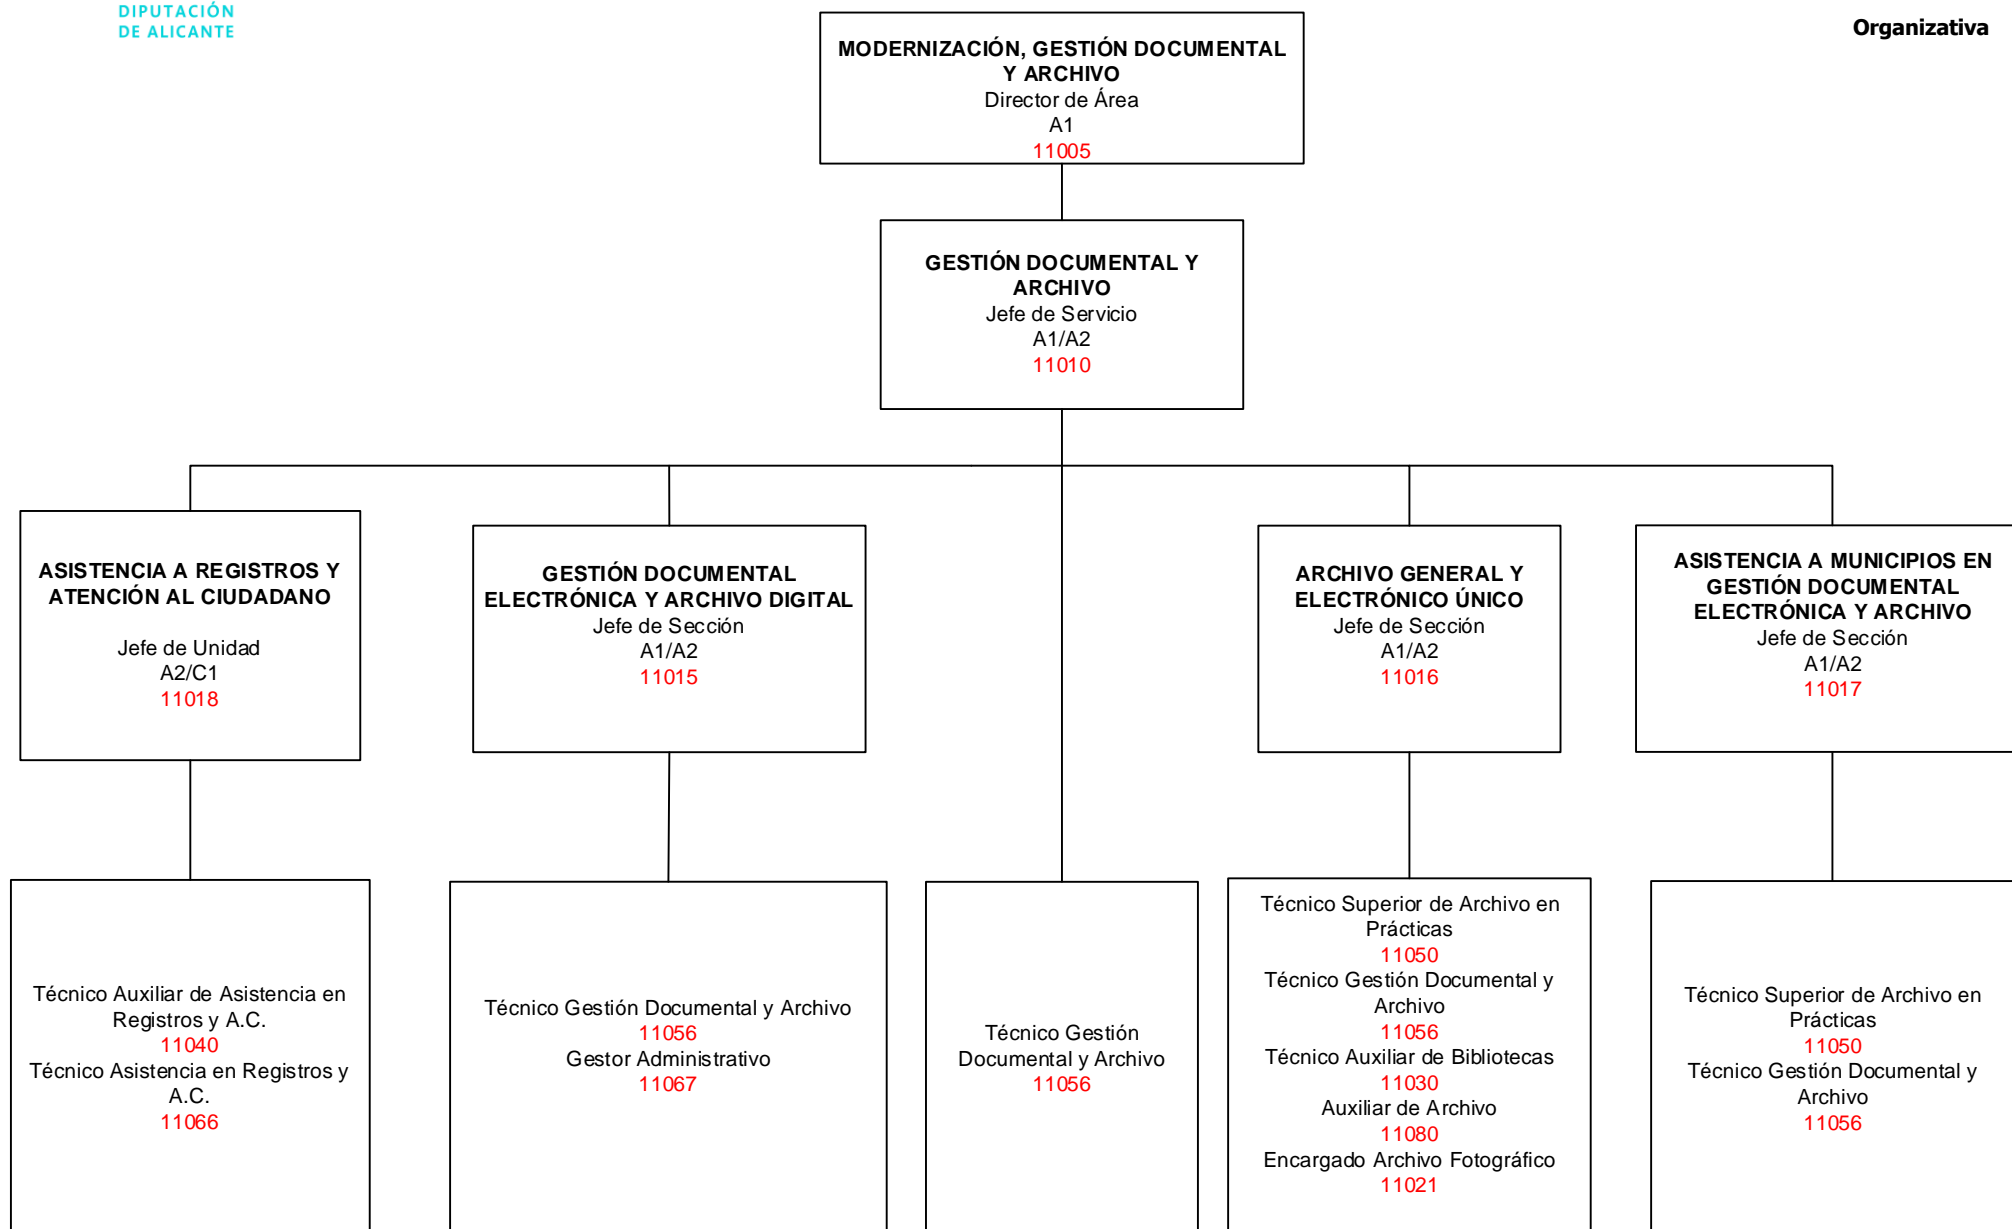 DIPUTACIÓN
DE ALICANTE
Organizativa
MODERNIZACIÓN, GESTIÓN DOCUMENTAL
Y ARCHIVO
Director de Área
A1
11005
GESTIÓN DOCUMENTAL Y
ARCHIVO
Jefe de Servicio
A1/A2
11010
ASISTENCIA A REGISTROS Y
ATENCIÓN AL CIUDADANO
Jefe de Unidad
A2/C1
11018
GESTIÓN DOCUMENTAL
ELECTRÓNICA Y ARCHIVO DIGITAL
Jefe de Sección
A1/A2
11015
ARCHIVO GENERAL Y
ELECTRÓNICO ÚNICO
Jefe de Sección
A1/A2
11016
ASISTENCIA A MUNICIPIOS EN
GESTIÓN DOCUMENTAL
ELECTRÓNICA Y ARCHIVO
Jefe de Sección
A1/A2
11017
Técnico Auxiliar de Asistencia en
Registros y A.C.
11040
Técnico Asistencia en Registros y
A.C.
11066
Técnico Gestión Documental y Archivo
11056
Gestor Administrativo
11067
Técnico Gestión
Documental y Archivo
11056
Técnico Superior de Archivo en
Prácticas
11050
Técnico Gestión Documental y
Archivo
11056
Técnico Auxiliar de Bibliotecas
11030
Auxiliar de Archivo
11080
Encargado Archivo Fotográfico
11021
Técnico Superior de Archivo en
Prácticas
11050
Técnico Gestión Documental y
Archivo
11056